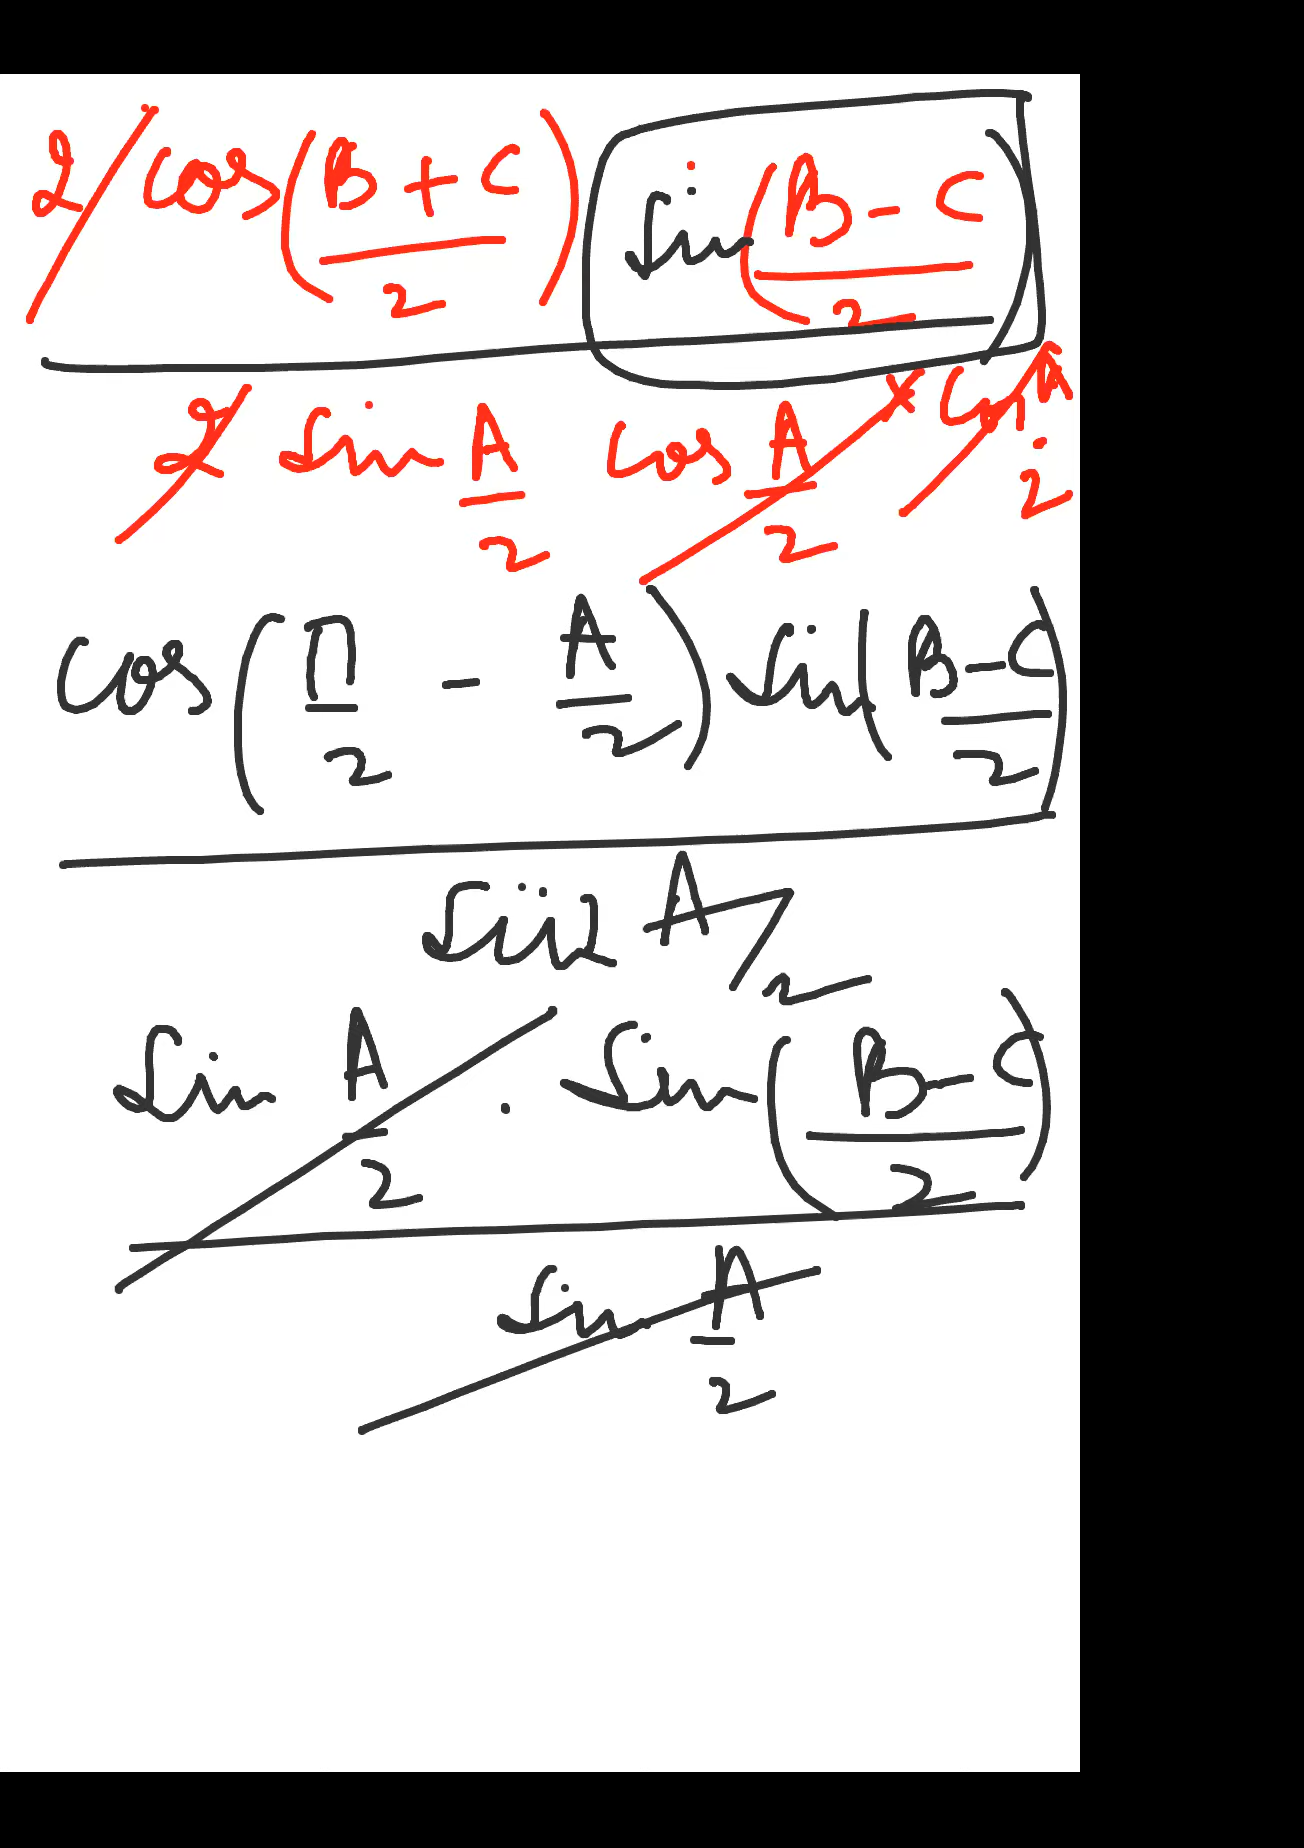 2 cos(B + C / 2) sin(B - C / 2)
2 sin A/2 cos A/2 × cos A/2
cos(Π/2 - A/2) sin(B - C / 2)
sin A/2
sin A/2 . sin(B - C / 2)
sin A/2